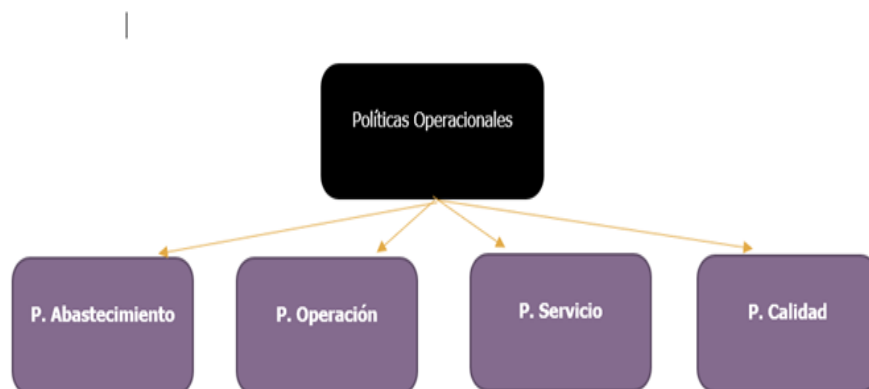 Políticas Operacionales
P. Abastecimiento
P. Operación
P. Servicio
P. Calidad